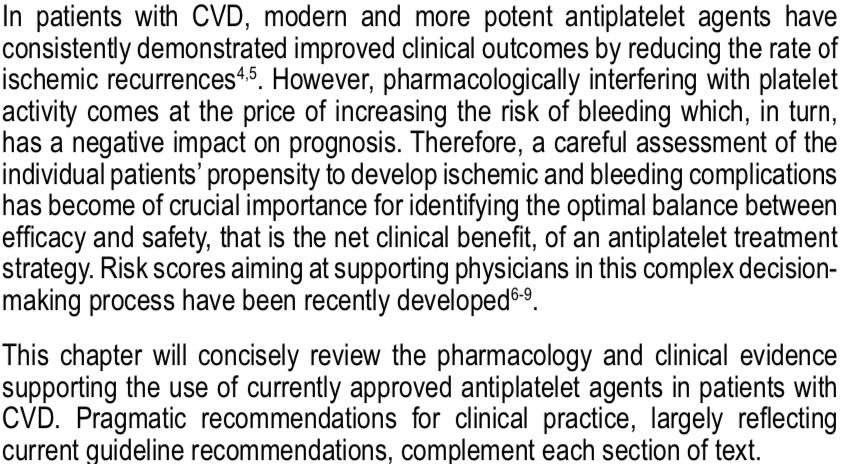 In patients with CVD, modern and more potent antiplatelet agents have
consistently demonstrated improved clinical outcomes by reducing the rate of
ischemic recurrences4,5. However, pharmacologically interfering with platelet
activity comes at the price of increasing the risk of bleeding which, in turn,
has a negative impact on prognosis. Therefore, a careful assessment of the
individual patients' propensity to develop ischemic and bleeding complications
has become of crucial importance for identifying the optimal balance between
efficacy and safety, that is the net clinical benefit, of an antiplatelet treatment
strategy. Risk scores aiming at supporting physicians in this complex decision-
making process have been recently developed6-9.
This chapter will concisely review the pharmacology and clinical evidence
supporting the use of currently approved antiplatelet agents in patients with
CVD. Pragmatic recommendations for clinical practice, largely reflecting
current guideline recommendations, complement each section of text.